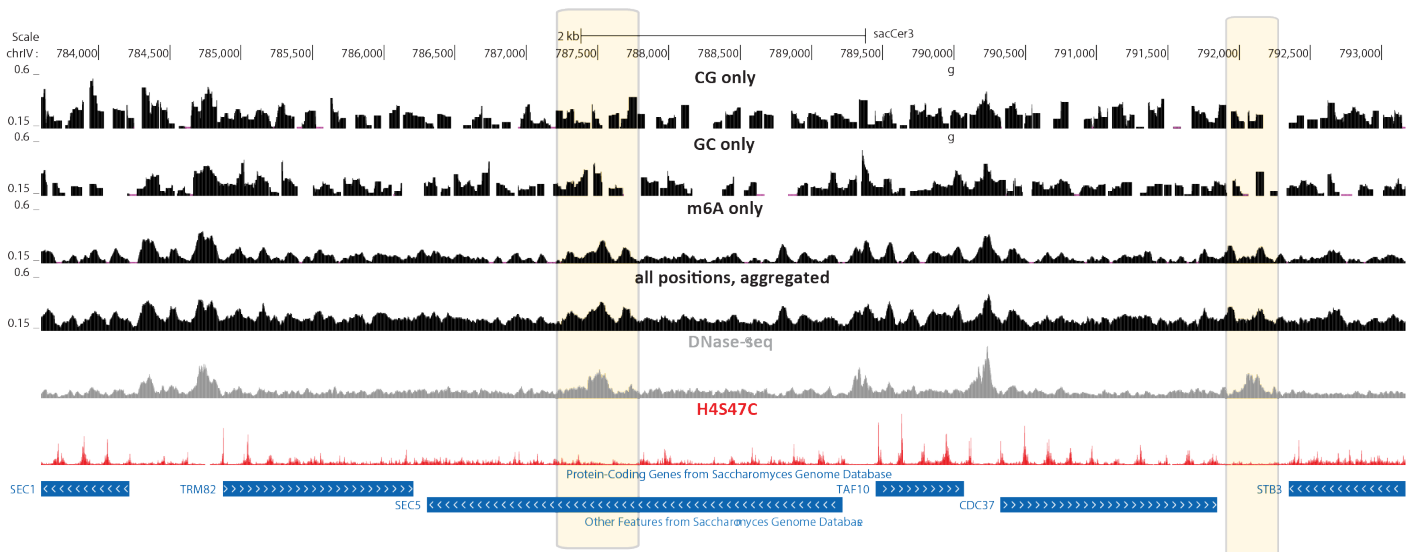 Scale
2 kb
sacCer3
chrIV :
784,000
784,500
785,000
785,500
786,000
786,500
787,000
787,500
788,000
788,500
789,000
789,500
790,000
790,500
791,000
791,500
792,000
792,500
793,000
0.6 _
g
CG only
0.15 _
0.6 _
g
GC only
0.15 _
0.6 _
m6A only
0.15 _
0.6 _
all positions, aggregated
0.15 _
DNase-seq
H4S47C
Protein-Coding Genes from Saccharomyces Genome Database
SEC1
TRM82
TAF10
STB3
SEC5
CDC37
Other Features from Saccharomyces Genome Database